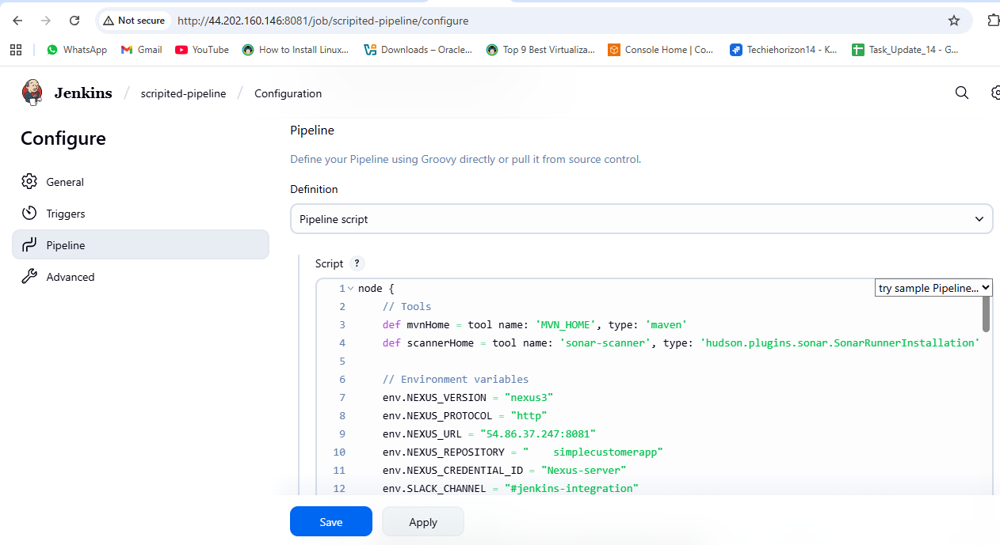 Not secure http://44.202.160.146:8081/job/scripited-pipeline/configure
WhatsApp Gmail YouTube How to Install Linux... Downloads – Oracle... Top 9 Best Virtualiza... Console Home | Co... Techiehorizon14 - K... Task_Update_14 - G...
Jenkins / scripited-pipeline / Configuration
Configure
General
Triggers
Pipeline
Advanced
Pipeline
Define your Pipeline using Groovy directly or pull it from source control.
Definition
Pipeline script
Script ?
try sample Pipeline...
1 node {
2 // Tools
3 def mvnHome = tool name: 'MVN_HOME', type: 'maven'
4 def scannerHome = tool name: 'sonar-scanner', type: 'hudson.plugins.sonar.SonarRunnerInstallation'
5
6 // Environment variables
7 env.NEXUS_VERSION = "nexus3"
8 env.NEXUS_PROTOCOL = "http"
9 env.NEXUS_URL = "54.86.37.247:8081"
10 env.NEXUS_REPOSITORY = "    simplecustomerapp"
11 env.NEXUS_CREDENTIAL_ID = "Nexus-server"
12 env.SLACK_CHANNEL = "#jenkins-integration"
Save Apply